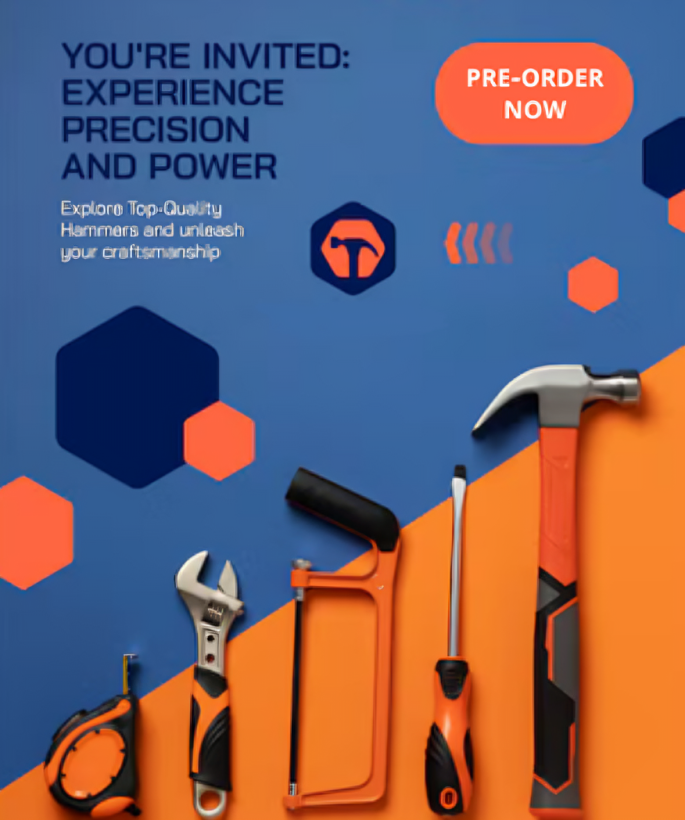 YOU'RE INVITED:
EXPERIENCE
PRECISION
AND POWER
PRE-ORDER
NOW
Explore Top-Quality
Hammers and unleash
your craftsmanship